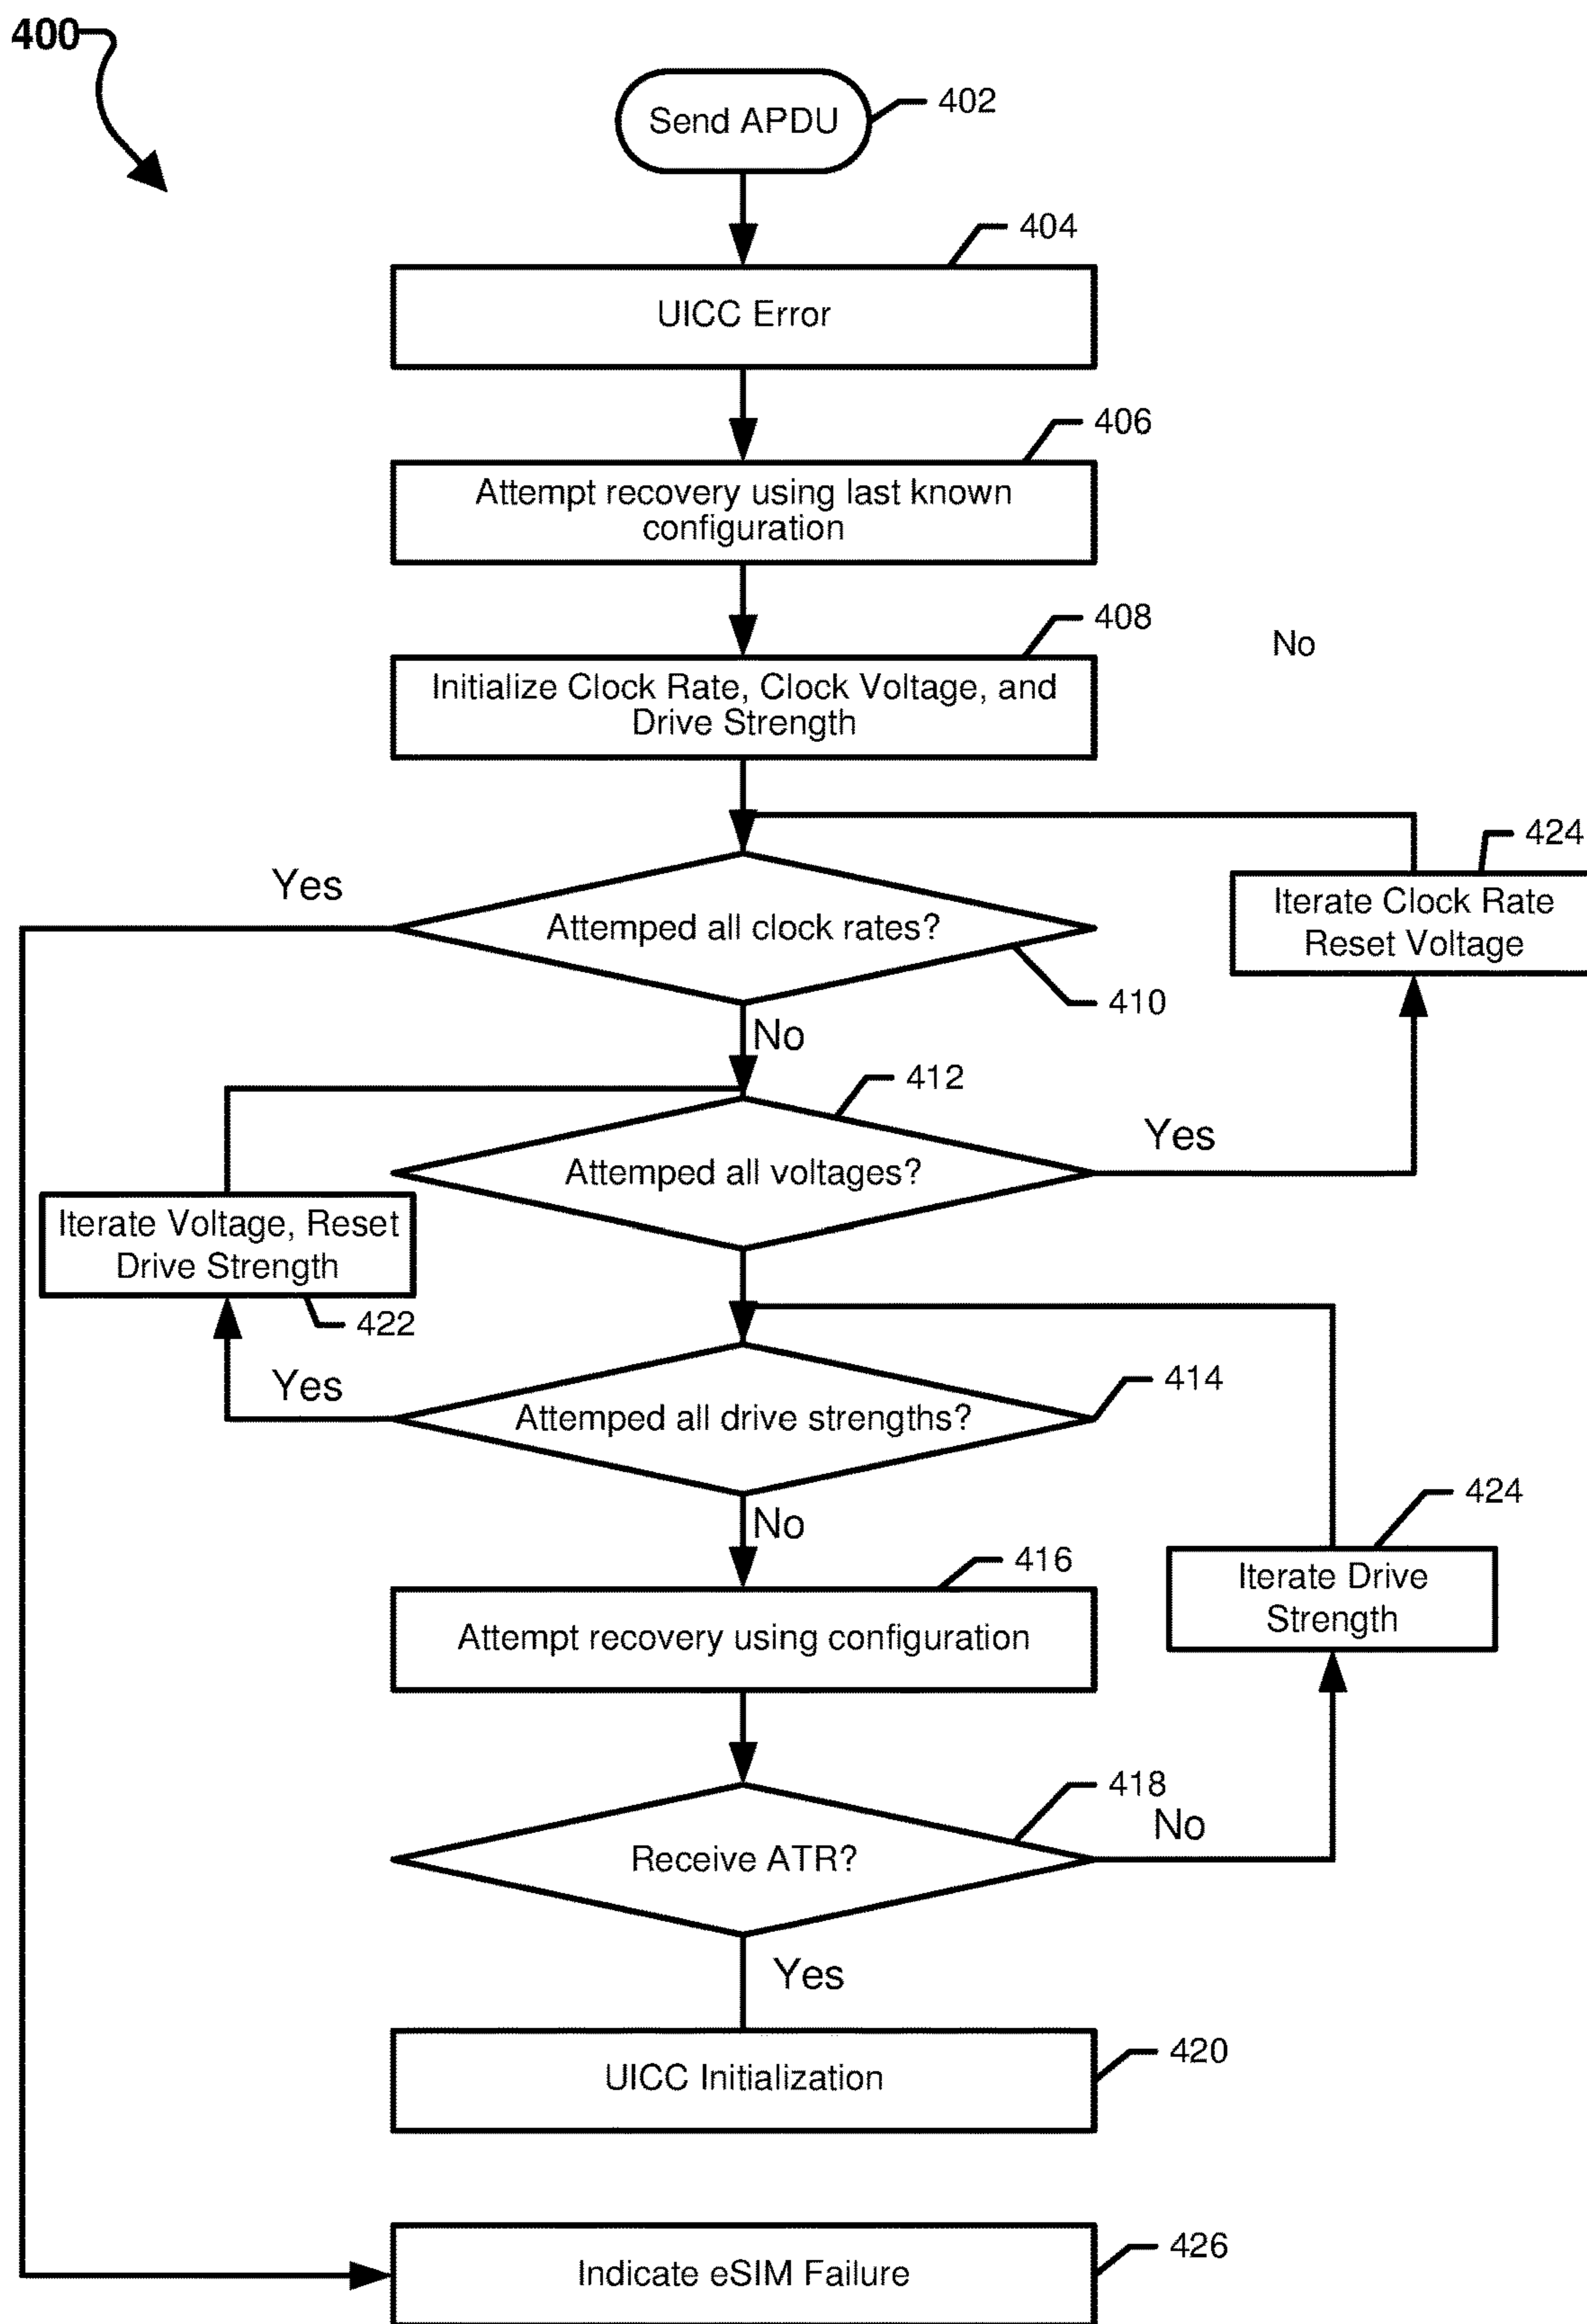 400
Send APDU
402
404
UICC Error
406
Attempt recovery using last known
configuration
408
No
Initialize Clock Rate, Clock Voltage, and
Drive Strength
424
Iterate Clock Rate
Reset Voltage
Yes
Attemped all clock rates?
410
No
412
Yes
Attemped all voltages?
Iterate Voltage, Reset
Drive Strength
422
Yes
414
Attemped all drive strengths?
424
No
416
Iterate Drive
Strength
Attempt recovery using configuration
418
No
Receive ATR?
Yes
420
UICC Initialization
426
Indicate eSIM Failure